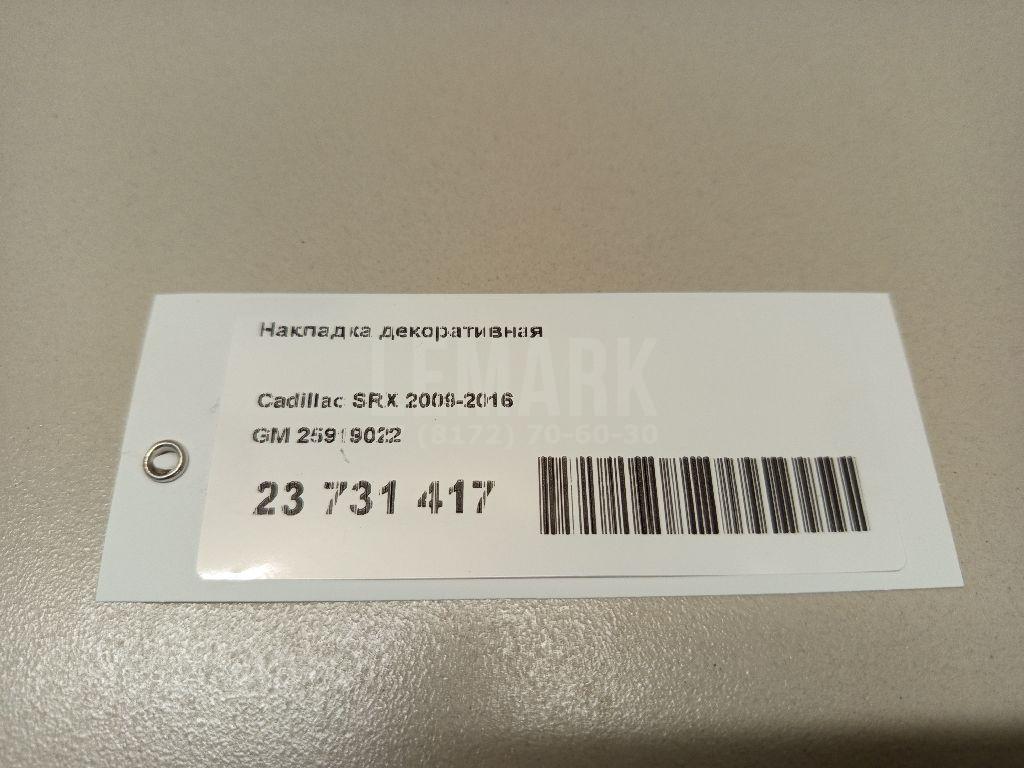 Накладка декоративная
LEMARK
Cadillac SRX 2009-2016
GM 25919022
(8172) 70-60-30
23 731 417